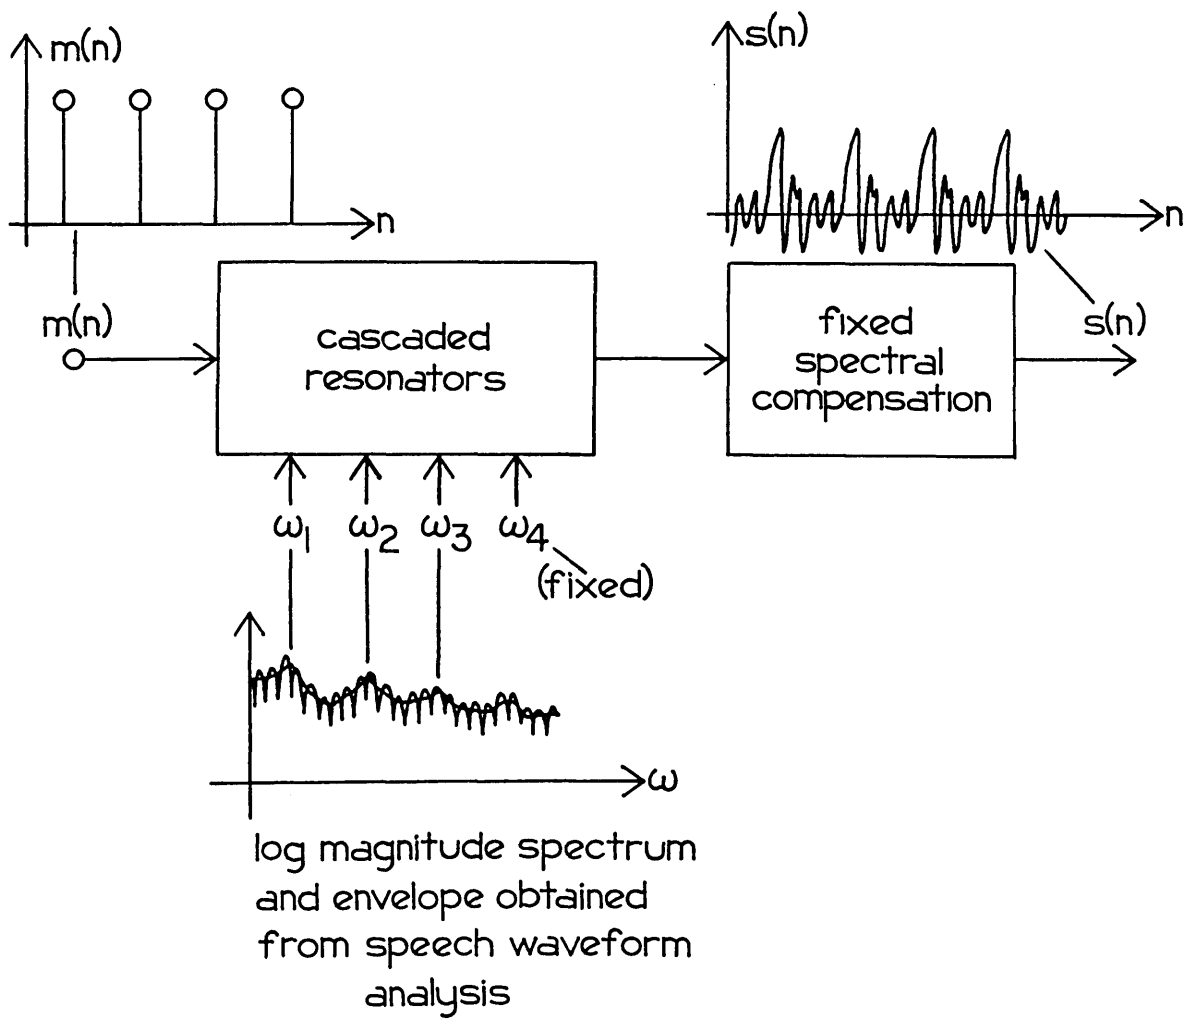 m(n)
s(n)
n
n
m(n)
cascaded
resonators
fixed
spectral
compensation
s(n)
ω1 ω2 ω3 ω4
(fixed)
ω
log magnitude spectrum
and envelope obtained
from speech waveform
analysis